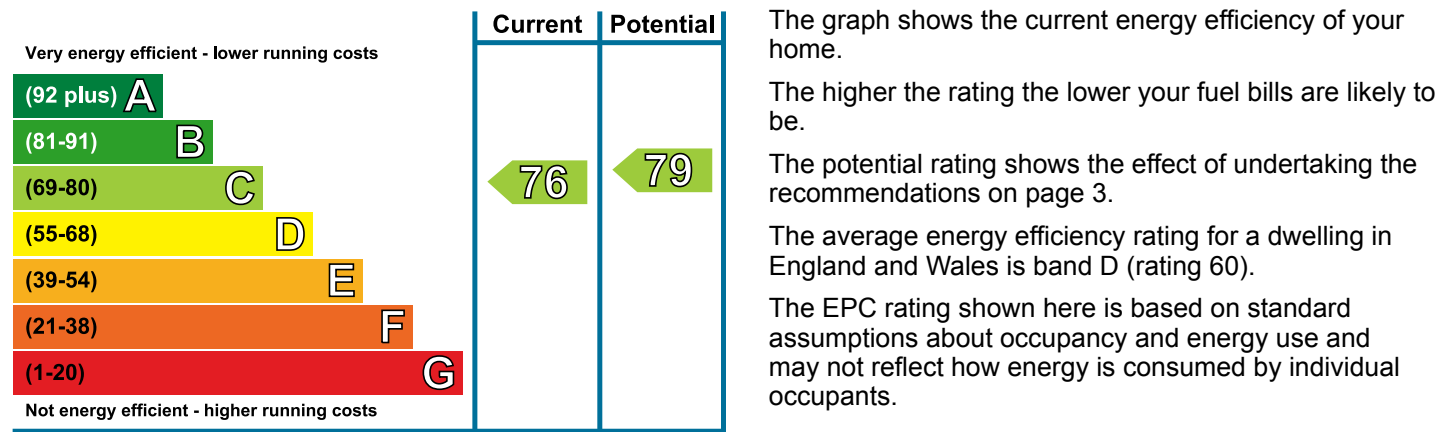 Current Potential
Very energy efficient - lower running costs
(92 plus) A
(81-91) B
(69-80) C
(55-68) D
(39-54) E
(21-38) F
(1-20) G
Not energy efficient - higher running costs
76
79
The graph shows the current energy efficiency of your
home.
The higher the rating the lower your fuel bills are likely to
be.
The potential rating shows the effect of undertaking the
recommendations on page 3.
The average energy efficiency rating for a dwelling in
England and Wales is band D (rating 60).
The EPC rating shown here is based on standard
assumptions about occupancy and energy use and
may not reflect how energy is consumed by individual
occupants.